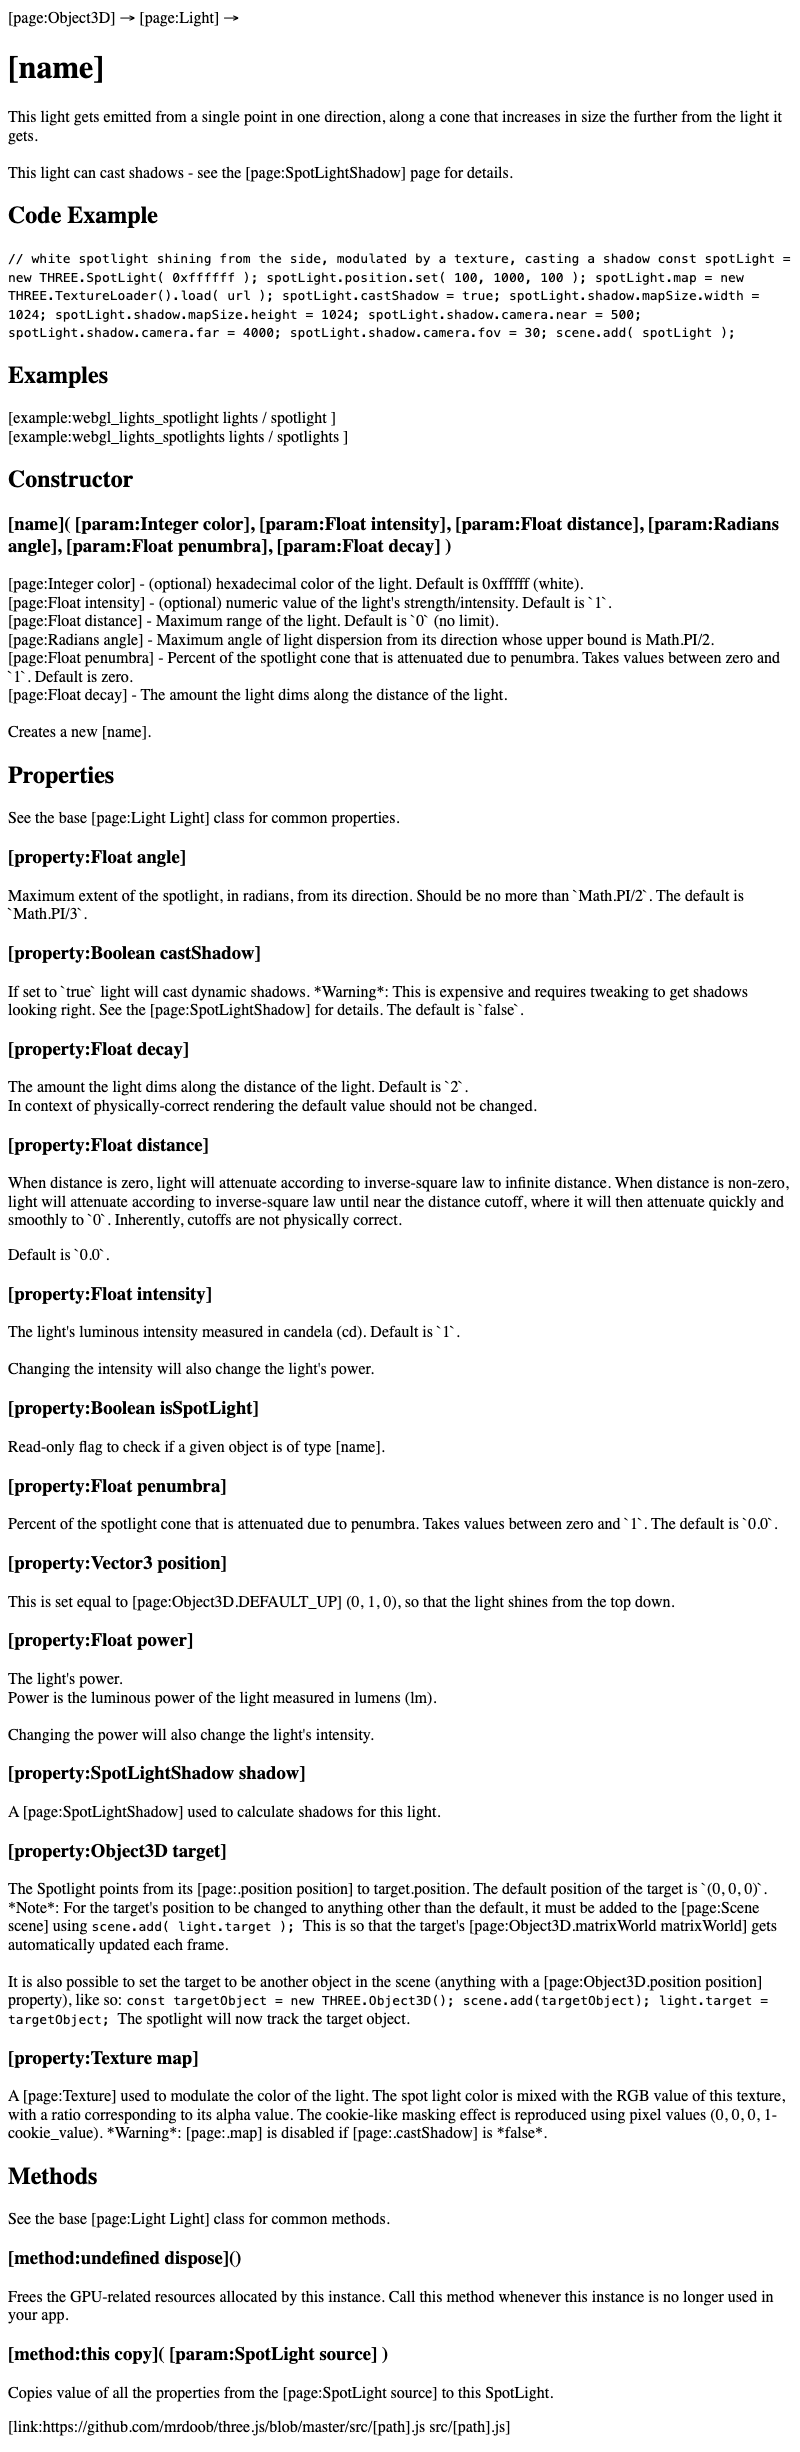 [page:Object3D] → [page:Light] →
[name]
This light gets emitted from a single point in one direction, along a cone that increases in size the further from the light it
gets.
This light can cast shadows - see the [page:SpotLightShadow] page for details.
Code Example
// white spotlight shining from the side, modulated by a texture, casting a shadow const spotLight =
new THREE.SpotLight( 0xffffff ); spotLight.position.set( 100, 1000, 100 ); spotLight.map = new
THREE.TextureLoader().load( url ); spotLight.castShadow = true; spotLight.shadow.mapSize.width =
1024; spotLight.shadow.mapSize.height = 1024; spotLight.shadow.camera.near = 500;
spotLight.shadow.camera.far = 4000; spotLight.shadow.camera.fov = 30; scene.add( spotLight );
Examples
[example:webgl_lights_spotlight lights / spotlight ]
[example:webgl_lights_spotlights lights / spotlights ]
Constructor
[name]( [param:Integer color], [param:Float intensity], [param:Float distance], [param:Radians
angle], [param:Float penumbra], [param:Float decay] )
[page:Integer color] - (optional) hexadecimal color of the light. Default is 0xffffff (white).
[page:Float intensity] - (optional) numeric value of the light's strength/intensity. Default is `1`.
[page:Float distance] - Maximum range of the light. Default is `0` (no limit).
[page:Radians angle] - Maximum angle of light dispersion from its direction whose upper bound is Math.PI/2.
[page:Float penumbra] - Percent of the spotlight cone that is attenuated due to penumbra. Takes values between zero and
`1`. Default is zero.
[page:Float decay] - The amount the light dims along the distance of the light.
Creates a new [name].
Properties
See the base [page:Light Light] class for common properties.
[property:Float angle]
Maximum extent of the spotlight, in radians, from its direction. Should be no more than `Math.PI/2`. The default is
`Math.PI/3`.
[property:Boolean castShadow]
If set to `true` light will cast dynamic shadows. *Warning*: This is expensive and requires tweaking to get shadows
looking right. See the [page:SpotLightShadow] for details. The default is `false`.
[property:Float decay]
The amount the light dims along the distance of the light. Default is `2`.
In context of physically-correct rendering the default value should not be changed.
[property:Float distance]
When distance is zero, light will attenuate according to inverse-square law to infinite distance. When distance is non-zero,
light will attenuate according to inverse-square law until near the distance cutoff, where it will then attenuate quickly and
smoothly to `0`. Inherently, cutoffs are not physically correct.
Default is `0.0`.
[property:Float intensity]
The light's luminous intensity measured in candela (cd). Default is `1`.
Changing the intensity will also change the light's power.
[property:Boolean isSpotLight]
Read-only flag to check if a given object is of type [name].
[property:Float penumbra]
Percent of the spotlight cone that is attenuated due to penumbra. Takes values between zero and `1`. The default is `0.0`.
[property:Vector3 position]
This is set equal to [page:Object3D.DEFAULT_UP] (0, 1, 0), so that the light shines from the top down.
[property:Float power]
The light's power.
Power is the luminous power of the light measured in lumens (lm).
Changing the power will also change the light's intensity.
[property:SpotLightShadow shadow]
A [page:SpotLightShadow] used to calculate shadows for this light.
[property:Object3D target]
The Spotlight points from its [page:.position position] to target.position. The default position of the target is `(0, 0, 0)`.
*Note*: For the target's position to be changed to anything other than the default, it must be added to the [page:Scene
scene] using scene.add( light.target ); This is so that the target's [page:Object3D.matrixWorld matrixWorld] gets
automatically updated each frame.
It is also possible to set the target to be another object in the scene (anything with a [page:Object3D.position position]
property), like so: const targetObject = new THREE.Object3D(); scene.add(targetObject); light.target =
targetObject; The spotlight will now track the target object.
[property:Texture map]
A [page:Texture] used to modulate the color of the light. The spot light color is mixed with the RGB value of this texture,
with a ratio corresponding to its alpha value. The cookie-like masking effect is reproduced using pixel values (0, 0, 0, 1-
cookie_value). *Warning*: [page:.map] is disabled if [page:.castShadow] is *false*.
Methods
See the base [page:Light Light] class for common methods.
[method:undefined dispose]()
Frees the GPU-related resources allocated by this instance. Call this method whenever this instance is no longer used in
your app.
[method:this copy]( [param:SpotLight source] )
Copies value of all the properties from the [page:SpotLight source] to this SpotLight.
[link:https://github.com/mrdoob/three.js/blob/master/src/[path].js src/[path].js]